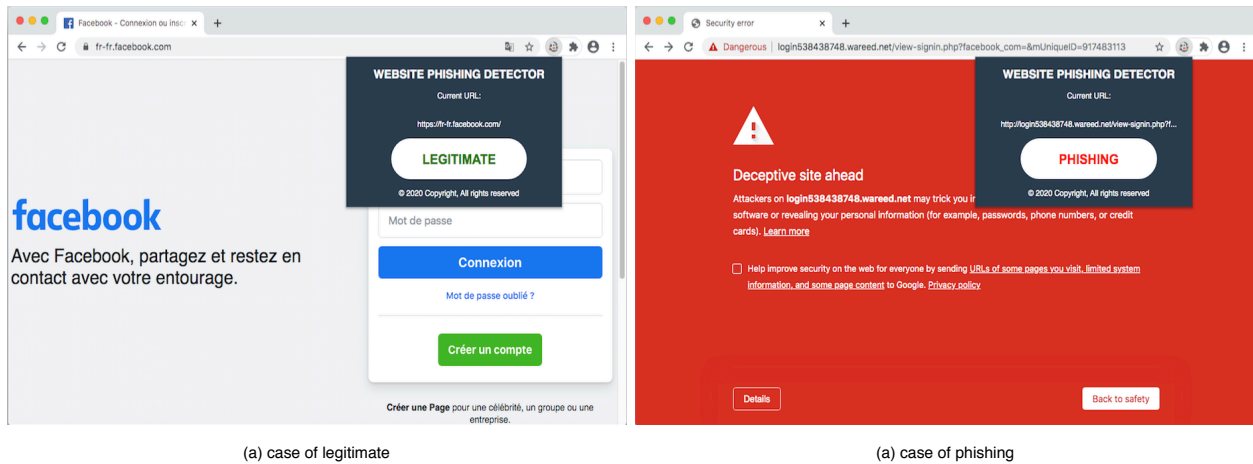 Facebook - Connexion ou inscr
fr-fr.facebook.com
WEBSITE PHISHING DETECTOR
Current URL:
https://fr-fr.facebook.com/
LEGITIMATE
© 2020 Copyright, All rights reserved
facebook
Avec Facebook, partagez et restez en
contact avec votre entourage.
Mot de passe
Connexion
Mot de passe oublié ?
Créer un compte
Créer une Page pour une célébrité, un groupe ou une
entreprise.
(a) case of legitimate
Security error
Dangerous | login538438748.wareed.net/view-signin.php?facebook_com=&mUniqueID=917483113
WEBSITE PHISHING DETECTOR
Current URL:
http://login538438748.wareed.net/view-signin.php?f...
PHISHING
© 2020 Copyright, All rights reserved
Deceptive site ahead
Attackers on login538438748.wareed.net may trick you in
software or revealing your personal information (for example, passwords, phone numbers, or credit
cards). Learn more
Help improve security on the web for everyone by sending URLs of some pages you visit, limited system
information, and some page content to Google. Privacy policy
Details
Back to safety
(a) case of phishing